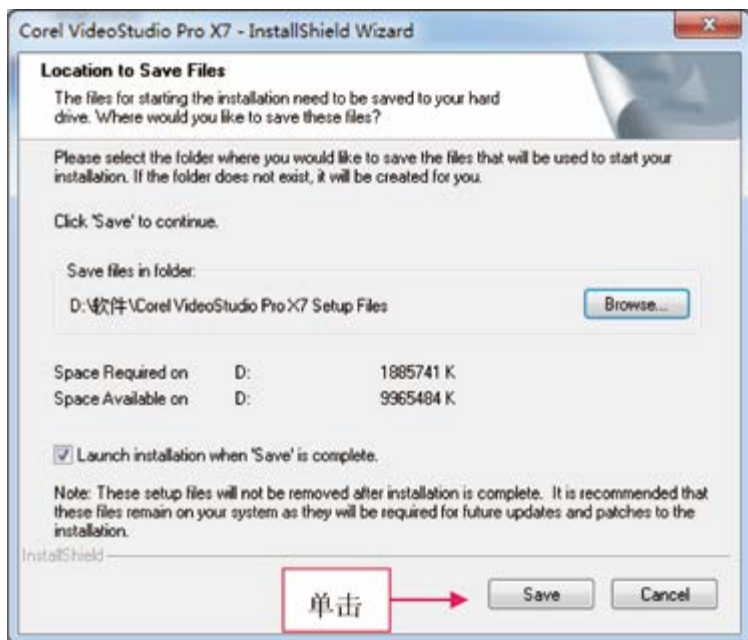 Corel VideoStudio Pro X7 - InstallShield Wizard
Location to Save Files
The files for starting the installation need to be saved to your hard
drive. Where would you like to save these files?
Please select the folder where you would like to save the files that will be used to start your
installation. If the folder does not exist, it will be created for you.
Click 'Save' to continue.
Save files in folder:
D:\软件\Corel VideoStudio Pro X7 Setup Files
Browse...
Space Required on D: 1885741 K
Space Available on D: 9965484 K
Launch installation when 'Save' is complete.
Note: These setup files will not be removed after installation is complete. It is recommended that
these files remain on your system as they will be required for future updates and patches to the
installation.
InstallShield
单击
Save
Cancel